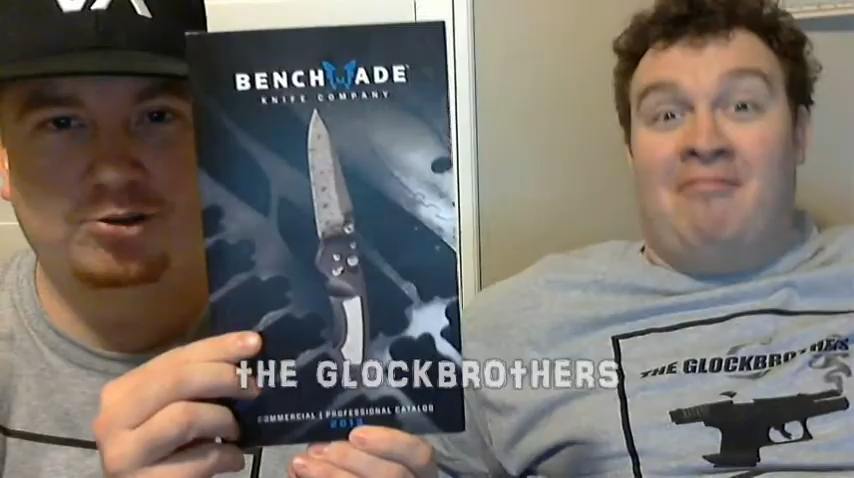 BENCHMADE
KNIFE COMPANY
THE GLOCKBROTHERS
THE GLOCKBROTHERS
COMMERCIAL | PROFESSIONAL CATALOG